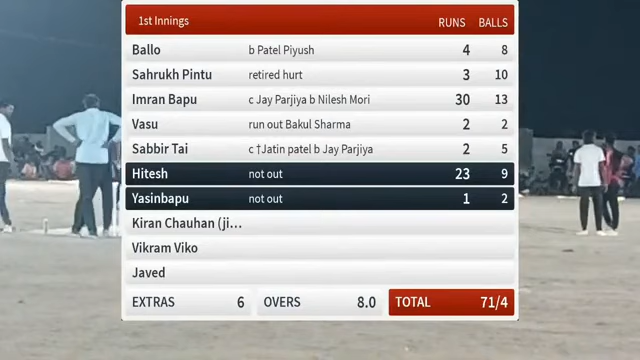 1st Innings RUNS BALLS
Ballo b Patel Piyush 4 8
Sahrukh Pintu retired hurt 3 10
Imran Bapu c Jay Parjiya b Nilesh Mori 30 13
Vasu run out Bakul Sharma 2 2
Sabbir Tai c †Jatin patel b Jay Parjiya 2 5
Hitesh not out 23 9
Yasinbapu not out 1 2
Kiran Chauhan (ji...
Vikram Viko
Javed
EXTRAS 6 OVERS 8.0 TOTAL 71/4